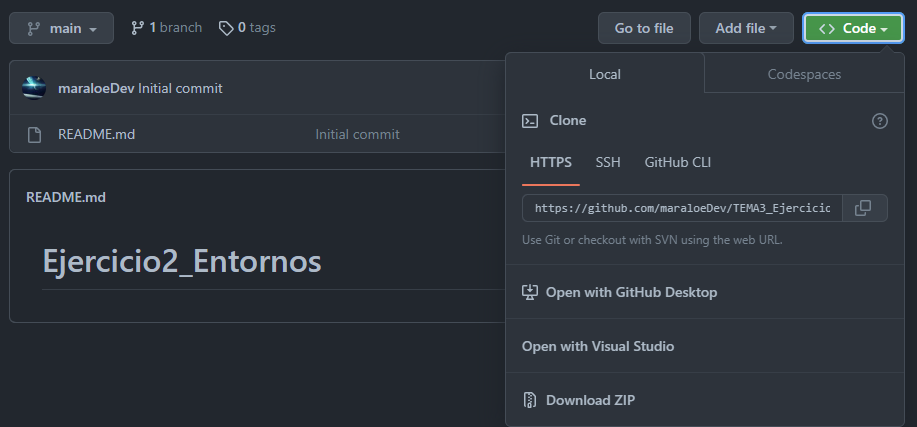 main 1 branch 0 tags Go to file Add file <> Code
Local Codespaces
maraloeDev Initial commit
Clone
README.md Initial commit
HTTPS SSH GitHub CLI
README.md
https://github.com/maraloeDev/TEMA3_Ejercicio
Use Git or checkout with SVN using the web URL.
Ejercicio2_Entornos
Open with GitHub Desktop
Open with Visual Studio
Download ZIP